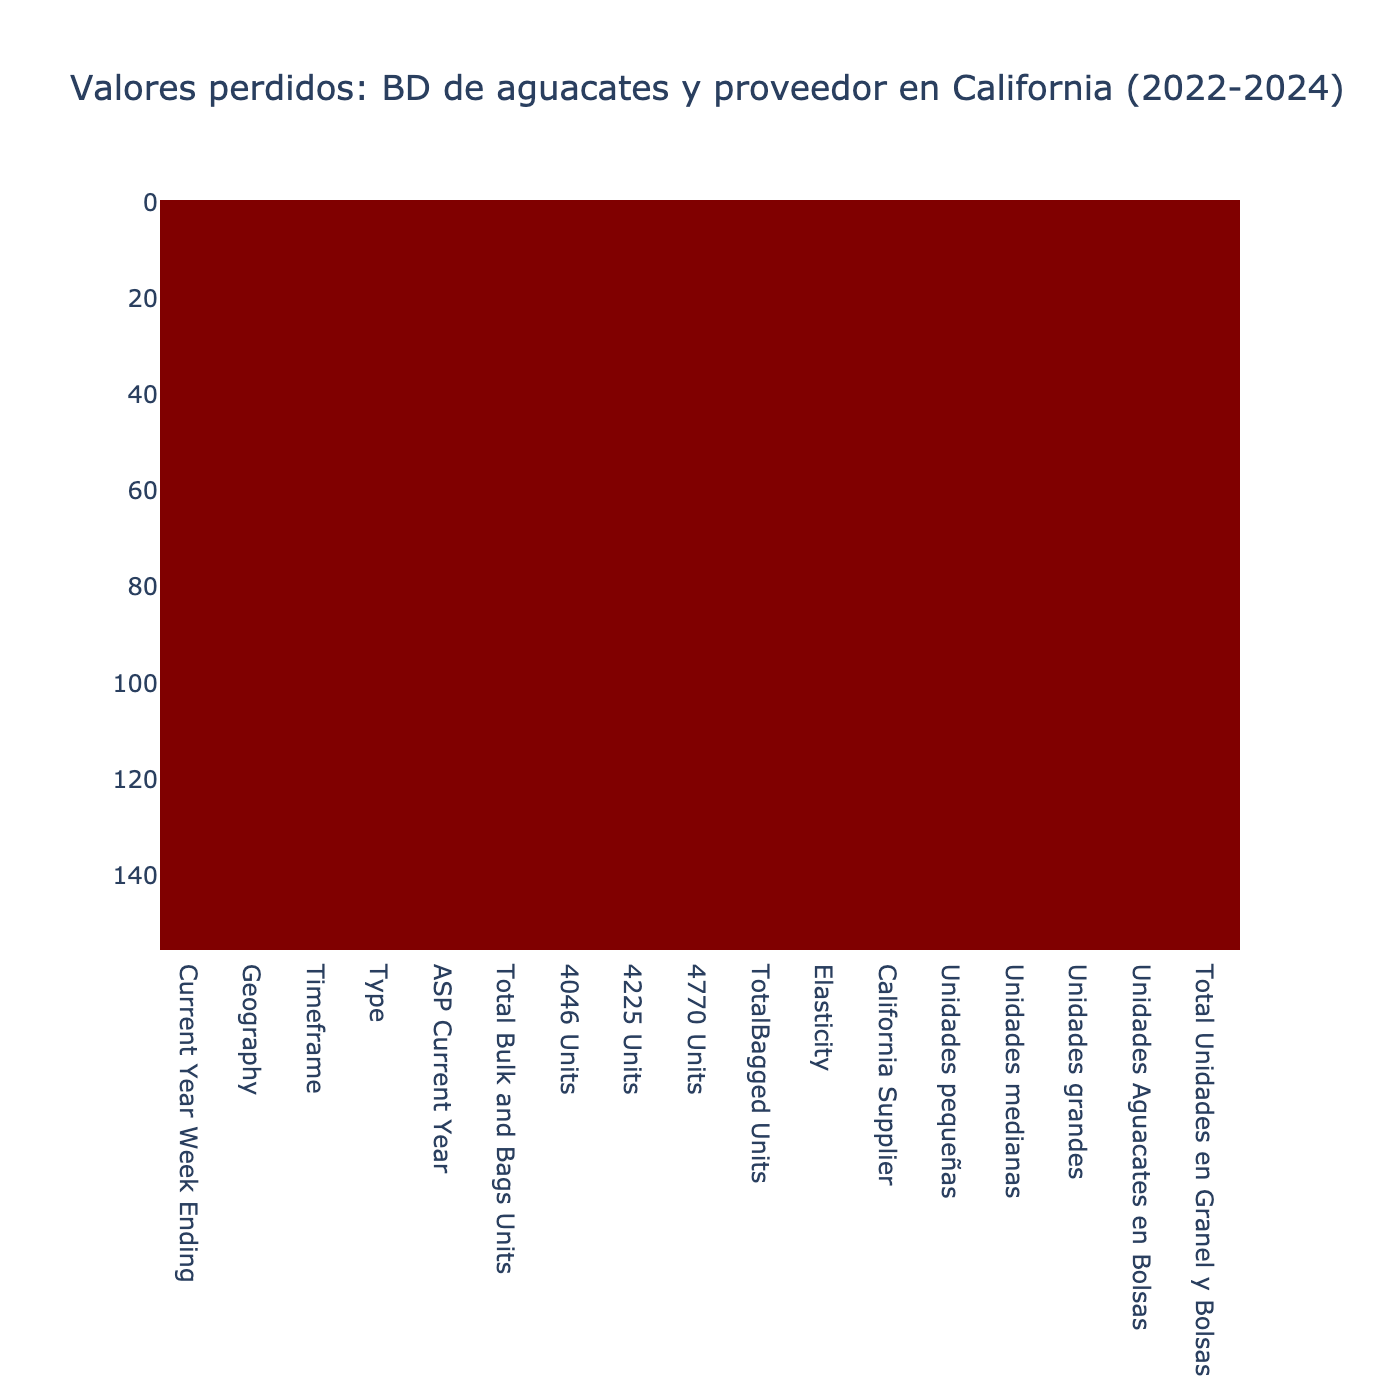 Valores perdidos: BD de aguacates y proveedor en California (2022-2024)
0
20
40
60
80
100
120
140
Current Year Week Ending
Geography
Timeframe
Type
ASP Current Year
Total Bulk and Bags Units
4046 Units
4225 Units
4770 Units
TotalBagged Units
Elasticity
California Supplier
Unidades pequeñas
Unidades medianas
Unidades grandes
Unidades Aguacates en Bolsas
Total Unidades en Granel y Bolsas